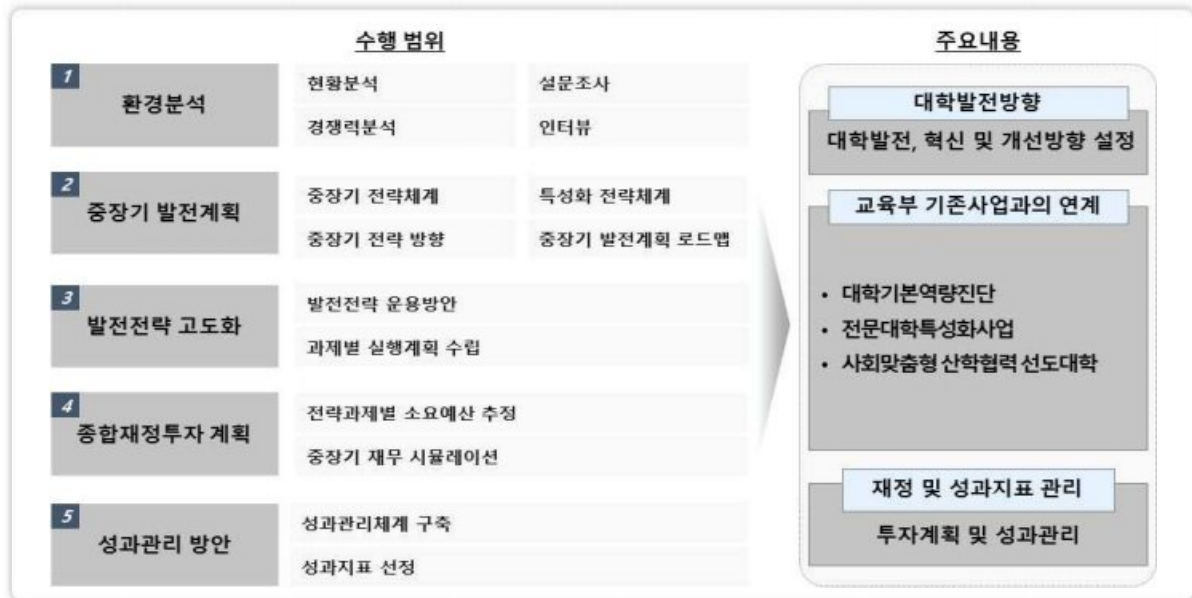 수행 범위
주요내용
1
환경분석
현황분석
설문조사
경쟁력분석
인터뷰
2
중장기 발전계획
중장기 전략체계
특성화 전략체계
중장기 전략 방향
중장기 발전계획 로드맵
3
발전전략 고도화
발전전략 운용방안
과제별 실행계획 수립
4
종합재정투자 계획
전략과제별 소요예산 추정
중장기 재무 시뮬레이션
5
성과관리 방안
성과관리체계 구축
성과지표 선정
대학발전방향
대학발전, 혁신 및 개선방향 설정
교육부 기존사업과의 연계
• 대학기본역량진단
• 전문대학특성화사업
• 사회맞춤형 산학협력 선도대학
재정 및 성과지표 관리
투자계획 및 성과관리